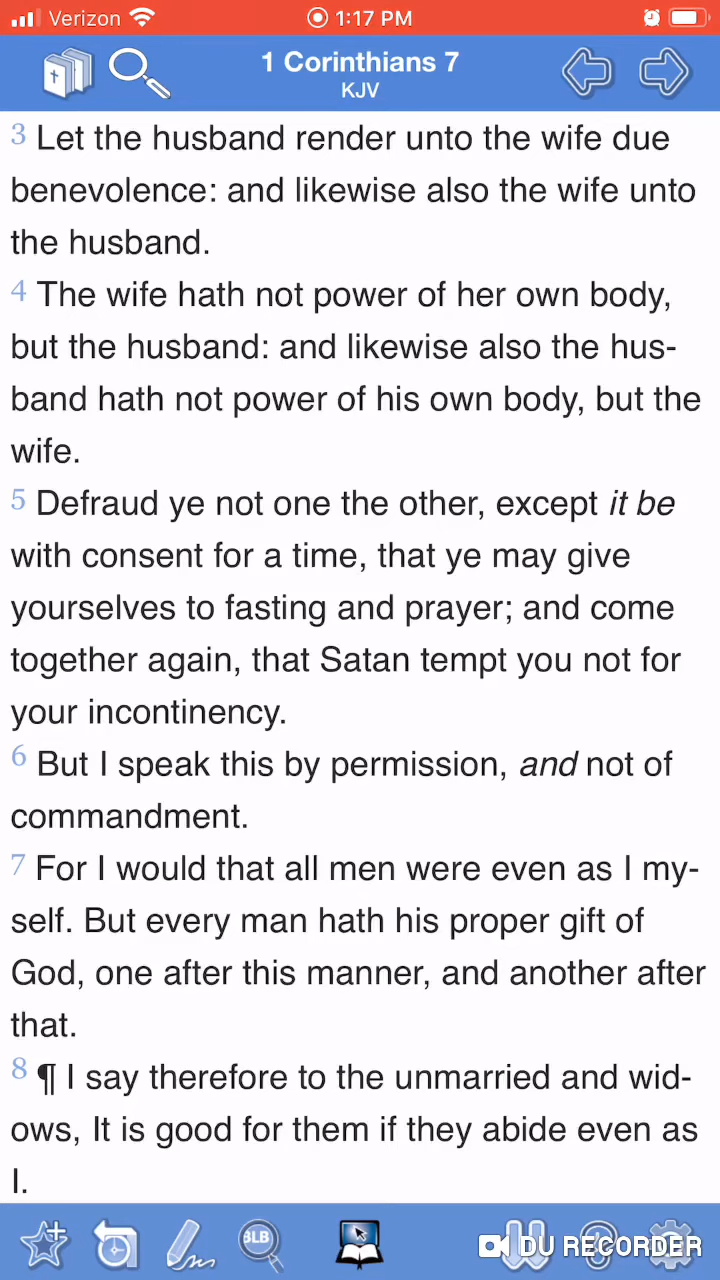 Verizon 1:17 PM
1 Corinthians 7
KJV
3 Let the husband render unto the wife due
benevolence: and likewise also the wife unto
the husband.
4 The wife hath not power of her own body,
but the husband: and likewise also the hus-
band hath not power of his own body, but the
wife.
5 Defraud ye not one the other, except it be
with consent for a time, that ye may give
yourselves to fasting and prayer; and come
together again, that Satan tempt you not for
your incontinency.
6 But I speak this by permission, and not of
commandment.
7 For I would that all men were even as I my-
self. But every man hath his proper gift of
God, one after this manner, and another after
that.
8 ¶ I say therefore to the unmarried and wid-
ows, It is good for them if they abide even as
I.
BLB
DU RECORDER